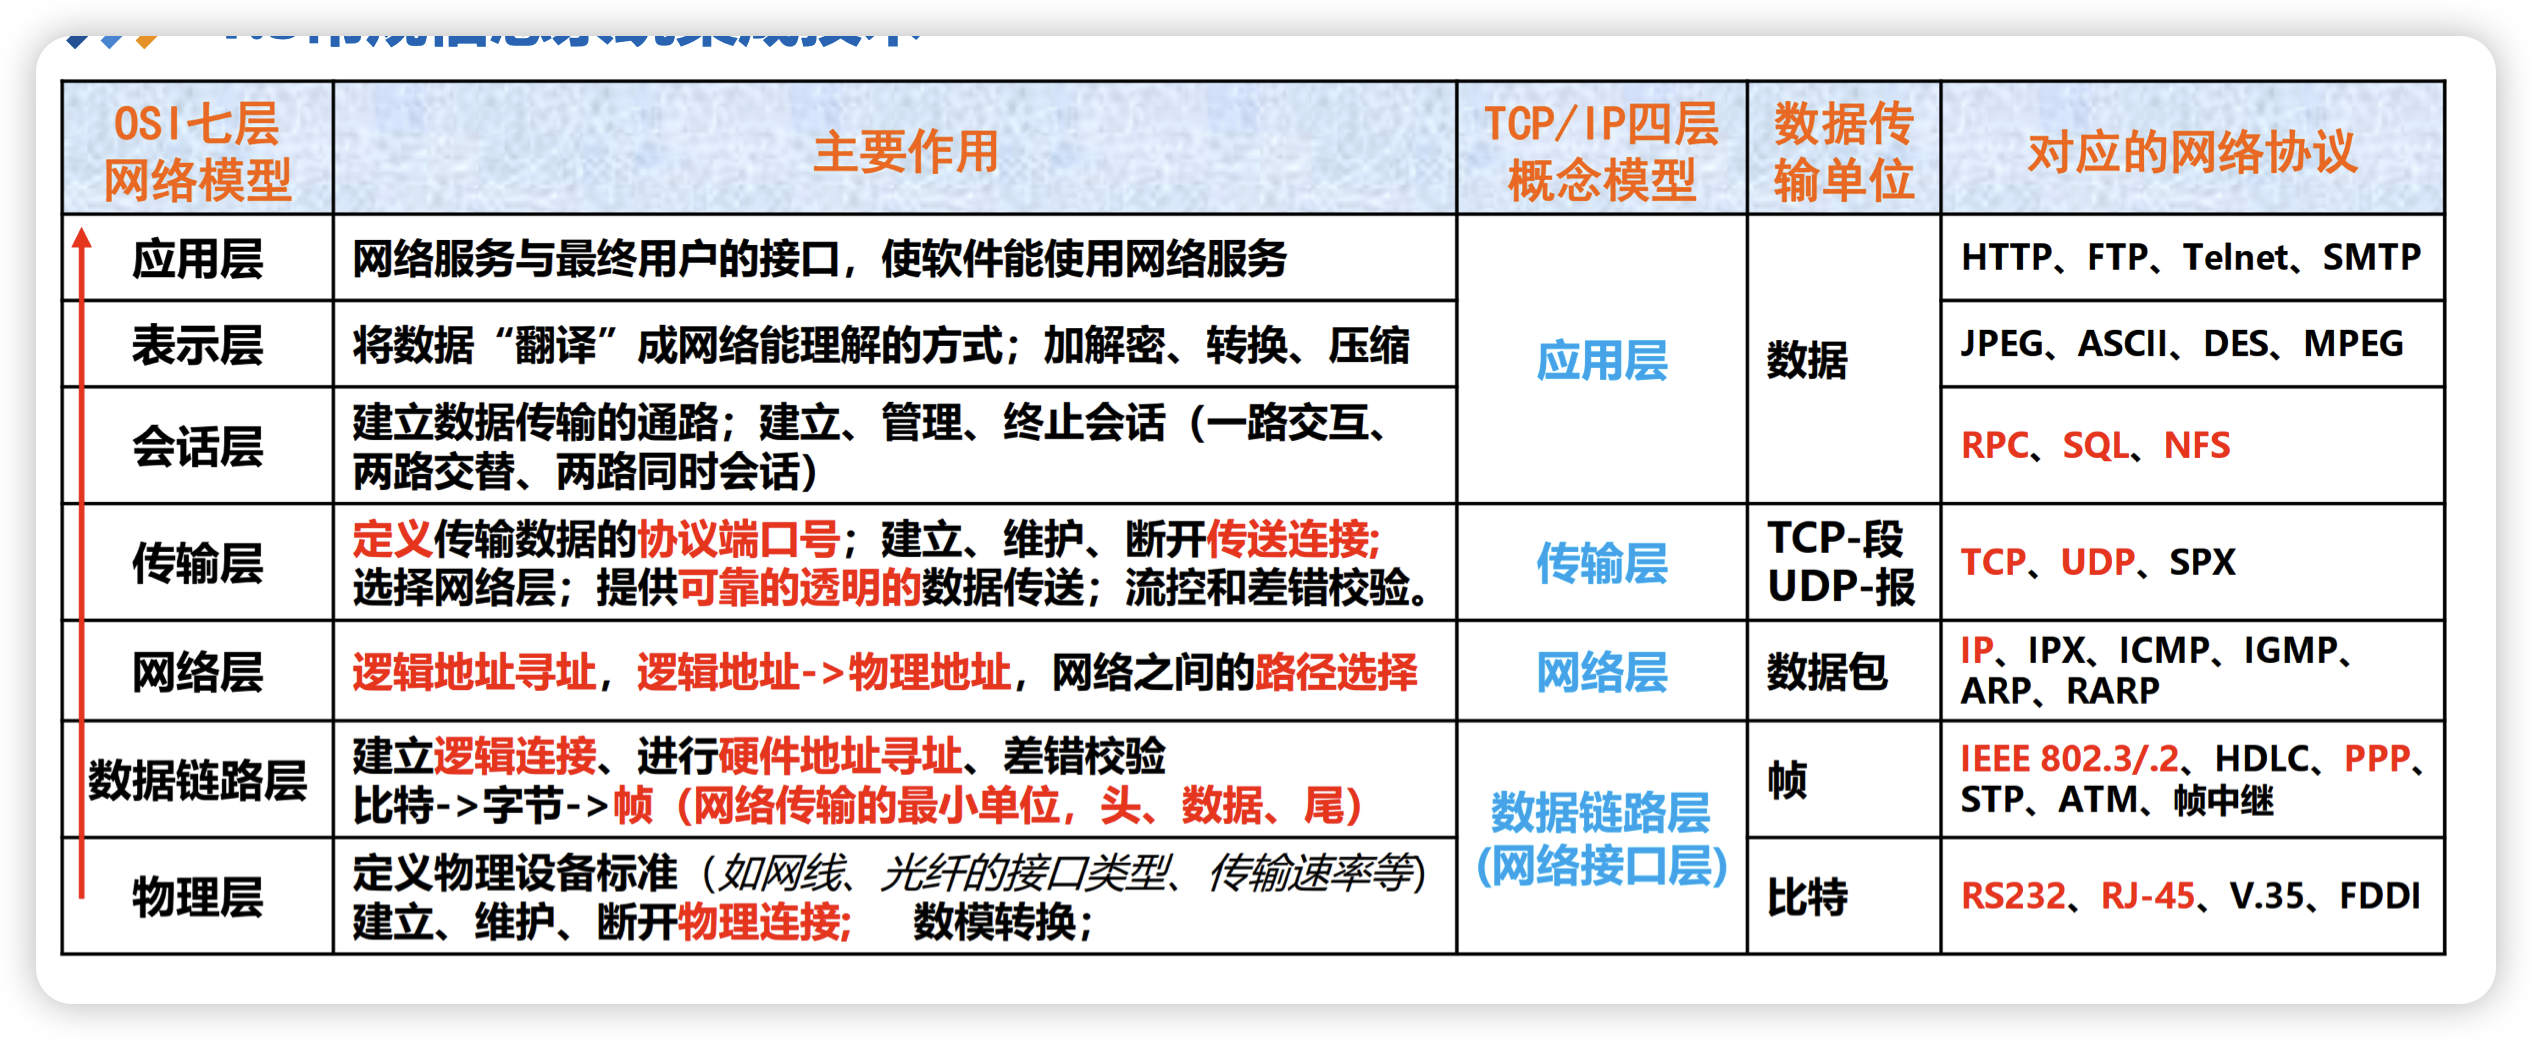 OSI七层
网络模型
主要作用
TCP/IP四层
概念模型
数据传
输单位
对应的网络协议
应用层
网络服务与最终用户的接口，使软件能使用网络服务
应用层
数据
HTTP、FTP、Telnet、SMTP
表示层
将数据“翻译”成网络能理解的方式；加解密、转换、压缩
JPEG、ASCII、DES、MPEG
会话层
建立数据传输的通路；建立、管理、终止会话（一路交互、
两路交替、两路同时会话）
RPC、SQL、NFS
传输层
定义传输数据的协议端口号；建立、维护、断开传送连接;
选择网络层；提供可靠的透明的数据传送；流控和差错校验。
传输层
TCP-段
UDP-报
TCP、UDP、SPX
网络层
逻辑地址寻址，逻辑地址->物理地址，网络之间的路径选择
网络层
数据包
IP、IPX、ICMP、IGMP、
ARP、RARP
数据链路层
建立逻辑连接、进行硬件地址寻址、差错校验
比特->字节->帧（网络传输的最小单位，头、数据、尾）
数据链路层
(网络接口层)
帧
IEEE 802.3/.2、HDLC、PPP、
STP、ATM、帧中继
物理层
定义物理设备标准（如网线、光纤的接口类型、传输速率等）
建立、维护、断开物理连接; 数模转换；
比特
RS232、RJ-45、V.35、FDDI